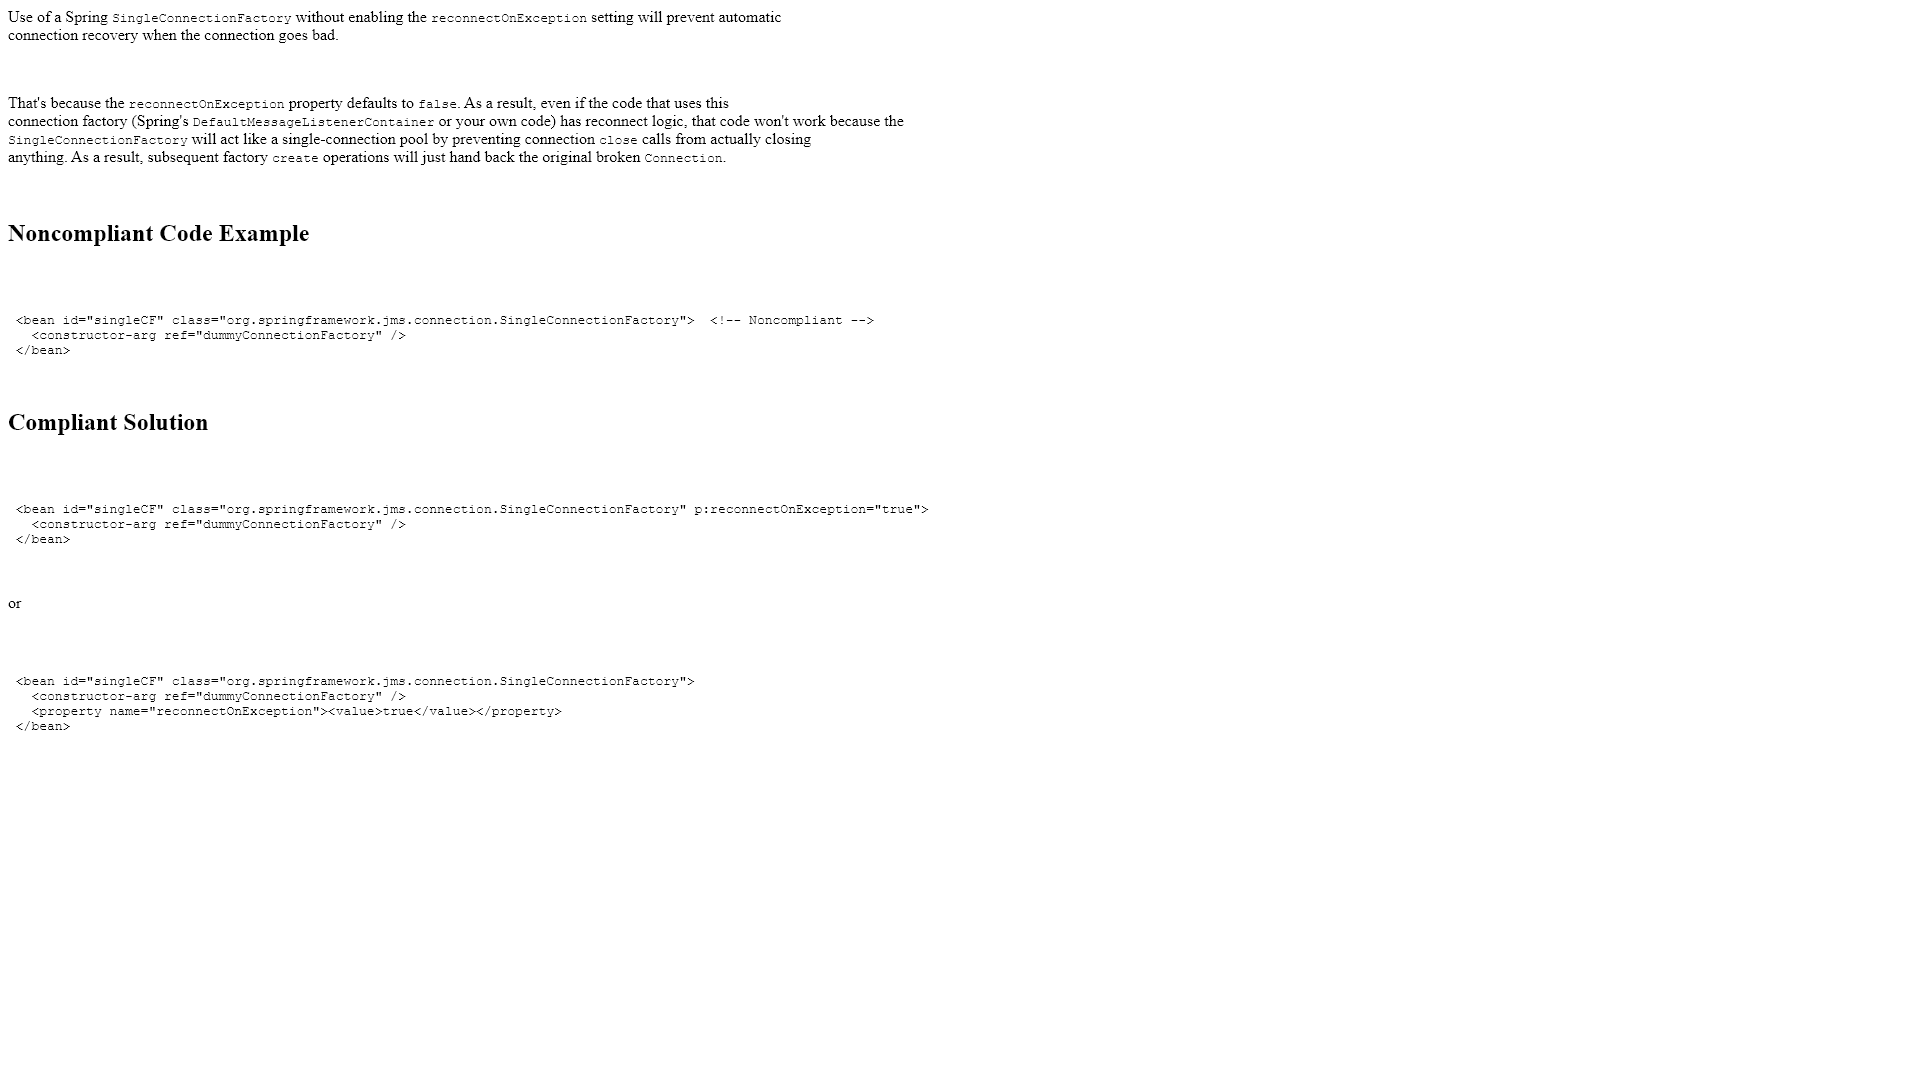 Use of a Spring SingleConnectionFactory without enabling the reconnectOnException setting will prevent automatic
connection recovery when the connection goes bad.
That's because the reconnectOnException property defaults to false. As a result, even if the code that uses this
connection factory (Spring's DefaultMessageListenerContainer or your own code) has reconnect logic, that code won't work because the
SingleConnectionFactory will act like a single-connection pool by preventing connection close calls from actually closing
anything. As a result, subsequent factory create operations will just hand back the original broken Connection.
Noncompliant Code Example
<bean id="singleCF" class="org.springframework.jms.connection.SingleConnectionFactory">  <!-- Noncompliant -->
  <constructor-arg ref="dummyConnectionFactory" />
</bean>
Compliant Solution
<bean id="singleCF" class="org.springframework.jms.connection.SingleConnectionFactory" p:reconnectOnException="true">
  <constructor-arg ref="dummyConnectionFactory" />
</bean>
or
<bean id="singleCF" class="org.springframework.jms.connection.SingleConnectionFactory">
  <constructor-arg ref="dummyConnectionFactory" />
  <property name="reconnectOnException"><value>true</value></property>
</bean>